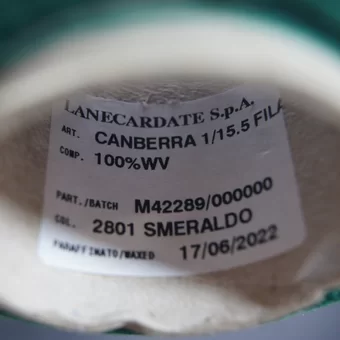 LANECARDATE S.p.A.
ART. CANBERRA 1/15.5 FILA
COMP. 100%WV
PART./BATCH M42289/000000
COL. 2801 SMERALDO
PARAFFINATO/WAXED 17/06/2022